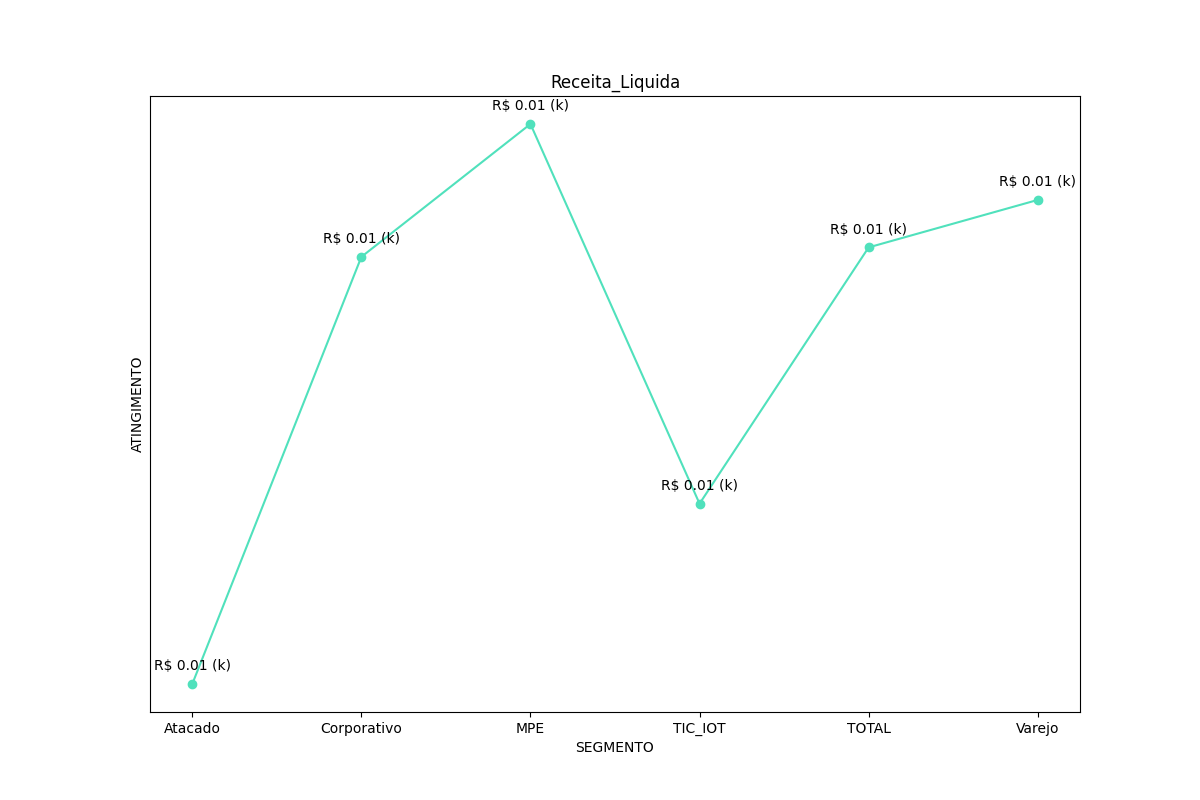 Receita_Liquida
R$ 0.01 (k)
R$ 0.01 (k)
R$ 0.01 (k)
R$ 0.01 (k)
R$ 0.01 (k)
R$ 0.01 (k)
ATINGIMENTO
Atacado Corporativo MPE TIC_IOT TOTAL Varejo
SEGMENTO